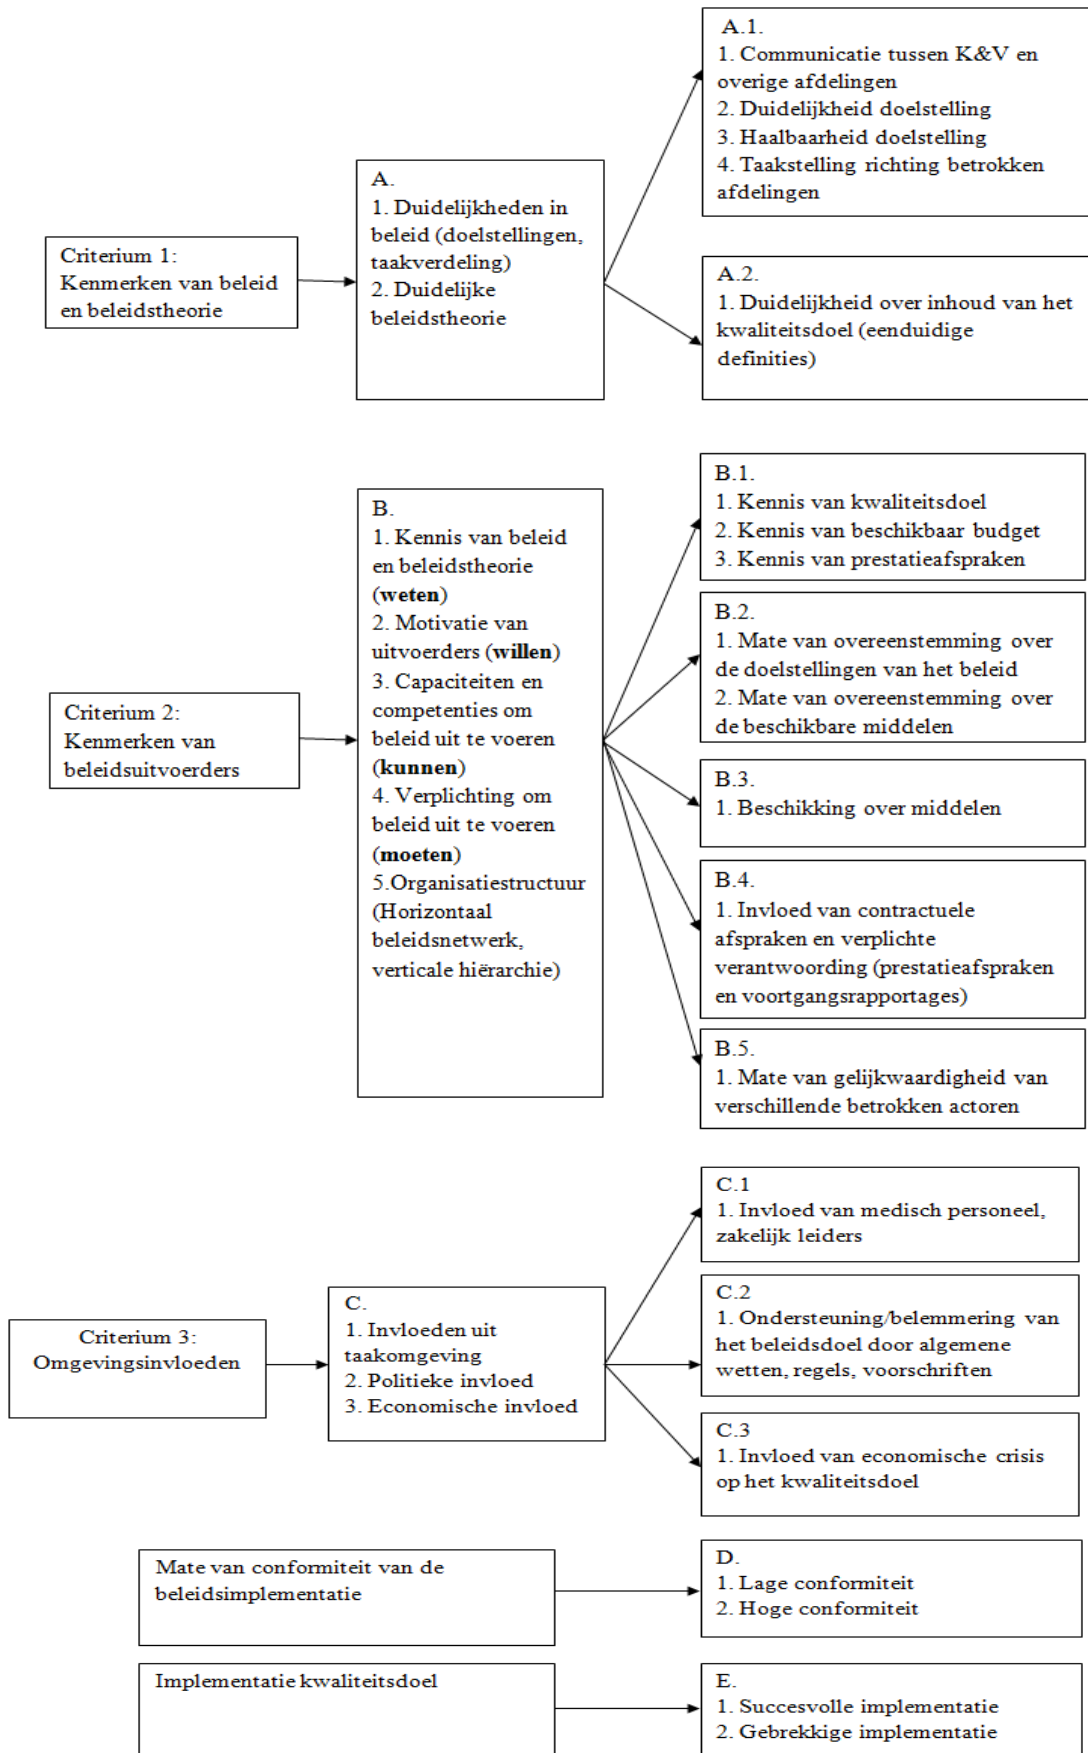 Criterium 1:
Kenmerken van beleid
en beleidstheorie
A.
1. Duidelijkheden in
beleid (doelstellingen,
taakverdeling)
2. Duidelijke
beleidstheorie
A.1.
1. Communicatie tussen K&V en
overige afdelingen
2. Duidelijkheid doelstelling
3. Haalbaarheid doelstelling
4. Taakstelling richting betrokken
afdelingen
A.2.
1. Duidelijkheid over inhoud van het
kwaliteitsdoel (eenduidige
definities)
Criterium 2:
Kenmerken van
beleidsuitvoerders
B.
1. Kennis van beleid
en beleidstheorie
(weten)
2. Motivatie van
uitvoerders (willen)
3. Capaciteiten en
competenties om
beleid uit te voeren
(kunnen)
4. Verplichting om
beleid uit te voeren
(moeten)
5.Organisatiestructuur
(Horizontaal
beleidsnetwerk,
verticale hiërarchie)
B.1.
1. Kennis van kwaliteitsdoel
2. Kennis van beschikbaar budget
3. Kennis van prestatieafspraken
B.2.
1. Mate van overeenstemming over
de doelstellingen van het beleid
2. Mate van overeenstemming over
de beschikbare middelen
B.3.
1. Beschikking over middelen
B.4.
1. Invloed van contractuele
afspraken en verplichte
verantwoording (prestatieafspraken
en voortgangsrapportages)
B.5.
1. Mate van gelijkwaardigheid van
verschillende betrokken actoren
Criterium 3:
Omgevingsinvloeden
C.
1. Invloeden uit
taakomgeving
2. Politieke invloed
3. Economische invloed
C.1
1. Invloed van medisch personeel,
zakelijk leiders
C.2
1. Ondersteuning/belemmering van
het beleidsdoel door algemene
wetten, regels, voorschriften
C.3
1. Invloed van economische crisis
op het kwaliteitsdoel
Mate van conformiteit van de
beleidsimplementatie
D.
1. Lage conformiteit
2. Hoge conformiteit
Implementatie kwaliteitsdoel
E.
1. Succesvolle implementatie
2. Gebrekkige implementatie